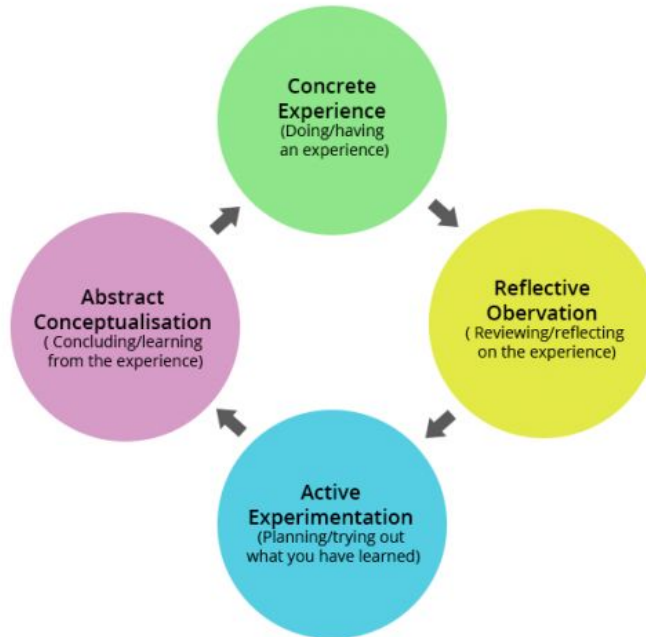 Concrete
Experience
(Doing/having
an experience)
Reflective
Obervation
( Reviewing/reflecting
on the experience)
Active
Experimentation
(Planning/trying out
what you have learned)
Abstract
Conceptualisation
( Concluding/learning
from the experience)